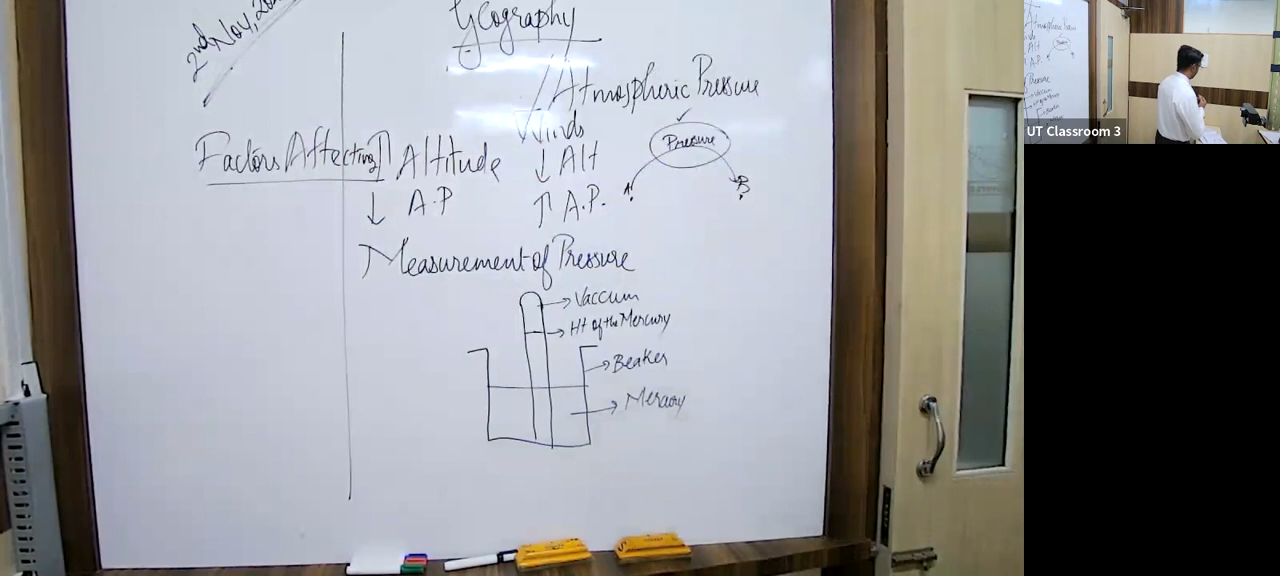 2nd Nov, 202
Geography
Atmospheric Pressure
Winds
Pressure
A
B
Factors Affecting
↑ Altitude
↓ A.P
↓ Alt
↑ A.P.
Measurement of Pressure
→ Vaccum
→ Ht of the Mercury
→ Beaker
→ Mercury
UT Classroom 3